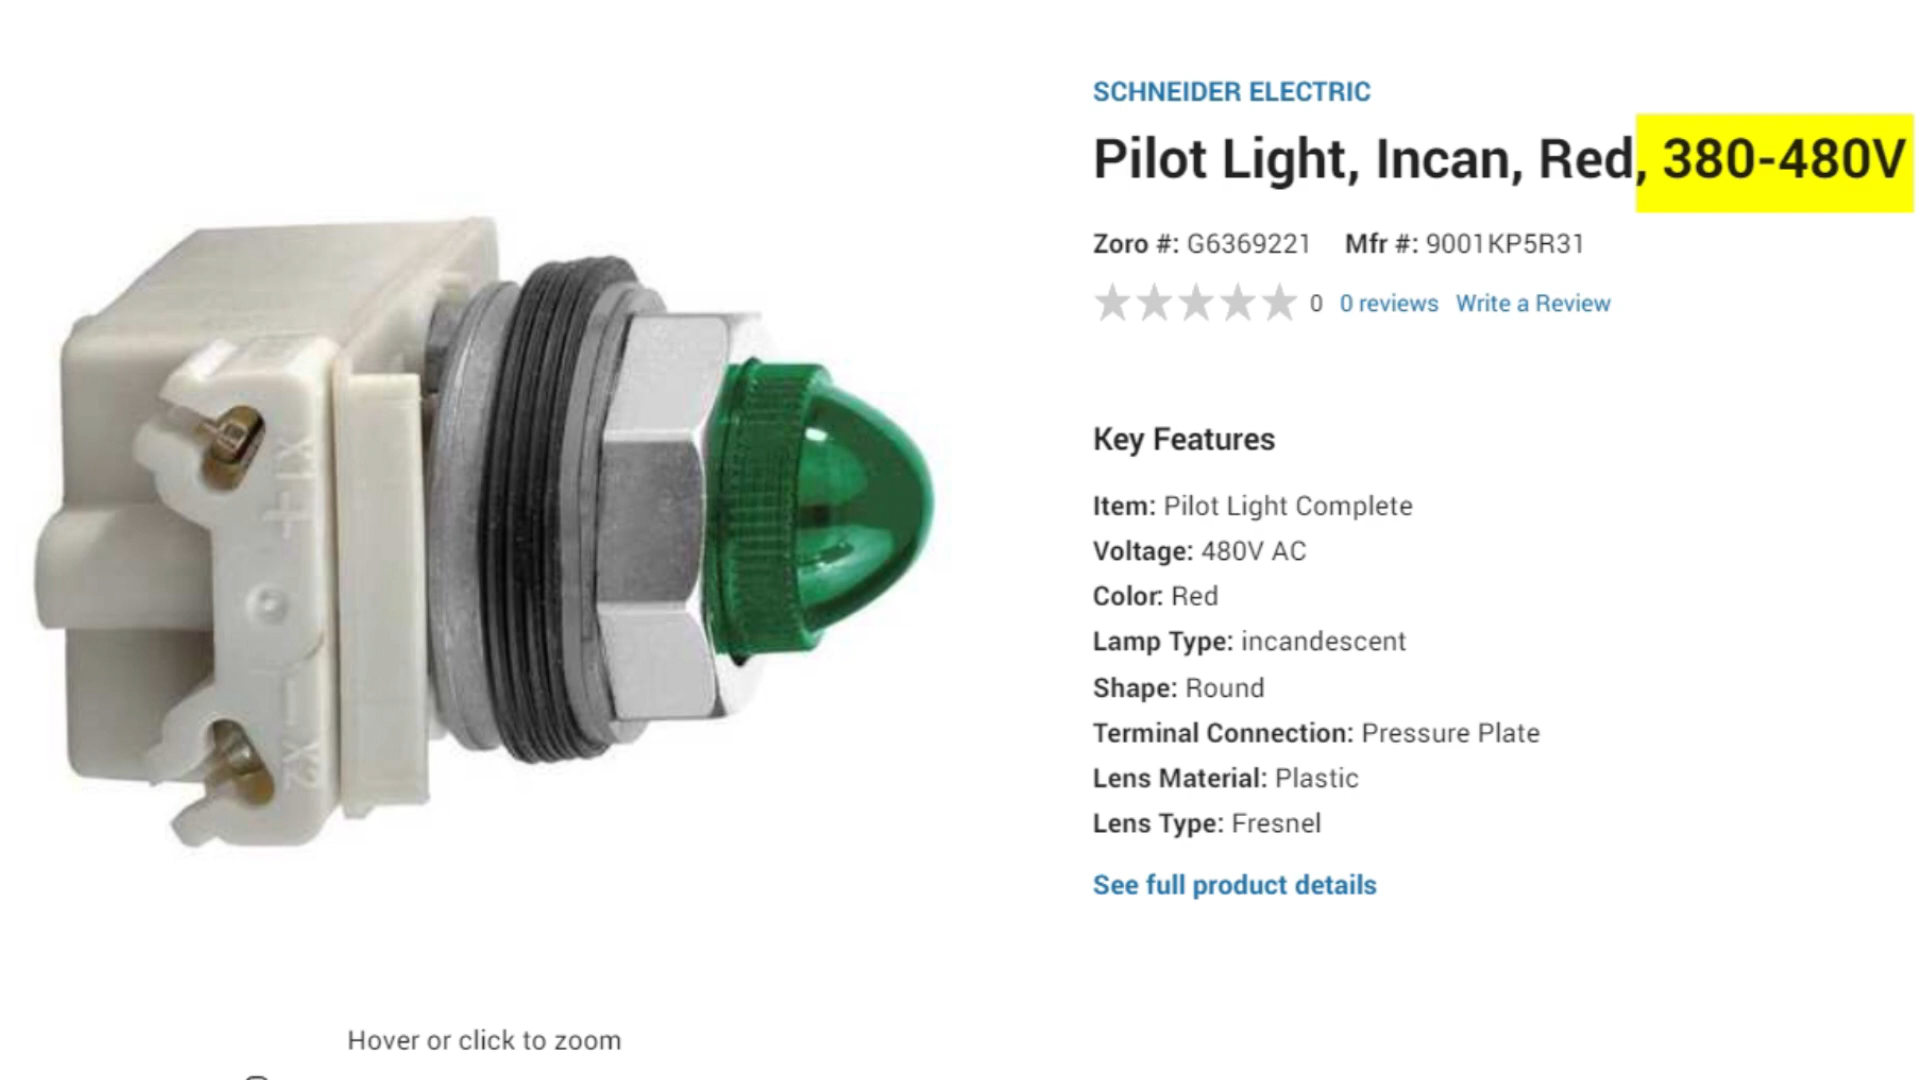 SCHNEIDER ELECTRIC
Pilot Light, Incan, Red, 380-480V
Zoro #: G6369221 Mfr #: 9001KP5R31
0 0 reviews Write a Review
Key Features
Item: Pilot Light Complete
Voltage: 480V AC
Color: Red
Lamp Type: incandescent
Shape: Round
Terminal Connection: Pressure Plate
Lens Material: Plastic
Lens Type: Fresnel
See full product details
X1 +
X2 -
Hover or click to zoom